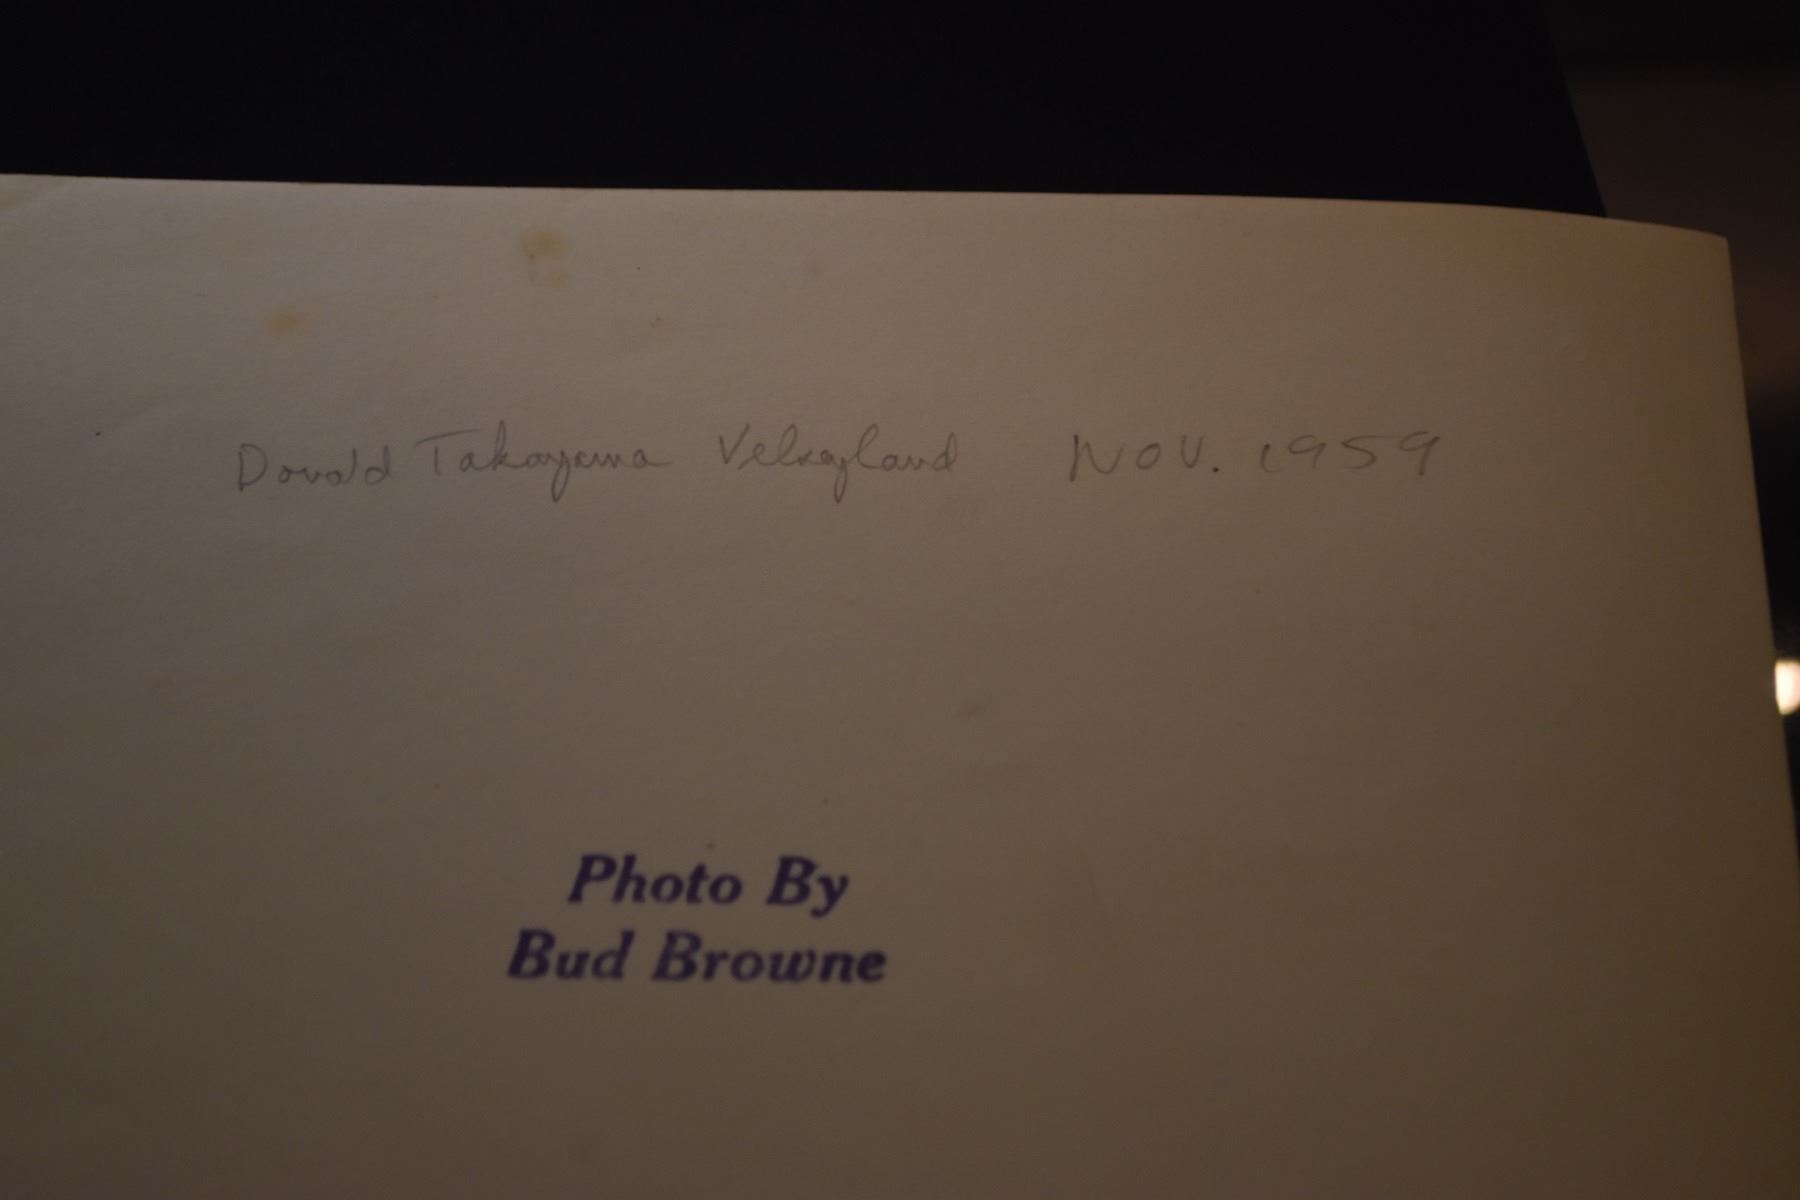 Donald Takayama Velzyland NOV. 1959
Photo By
Bud Browne